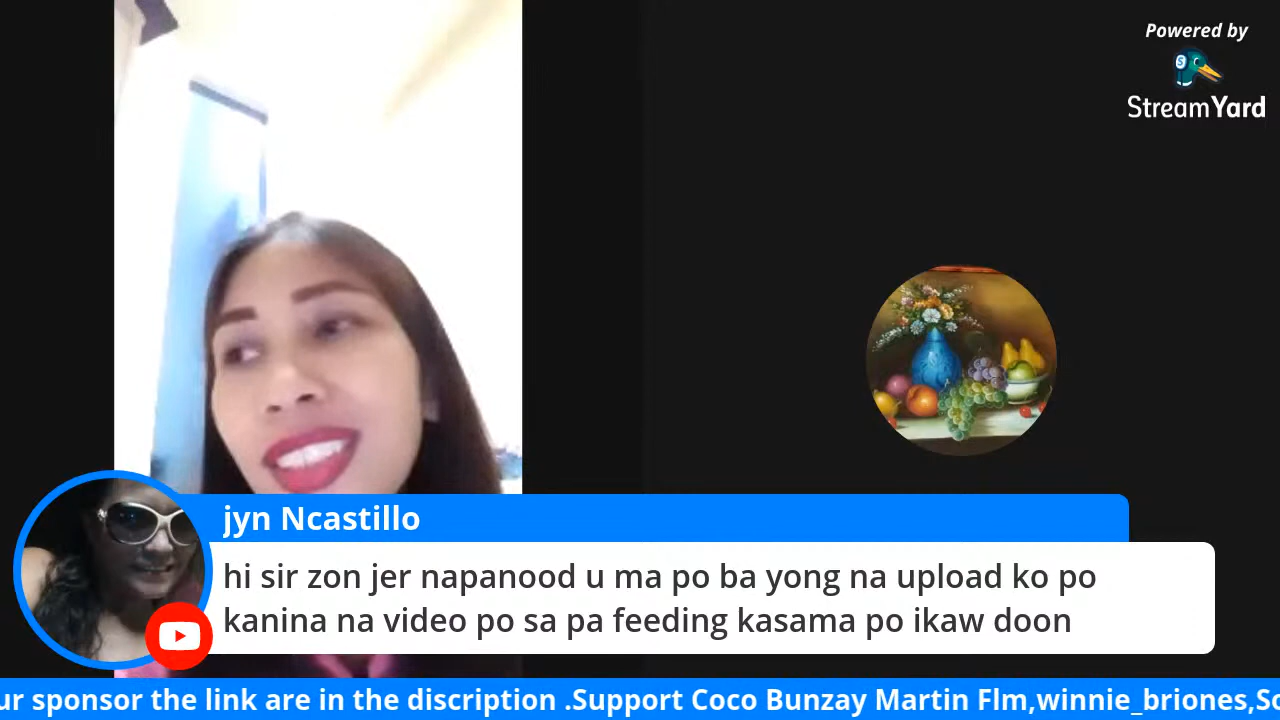 Powered by
StreamYard
jyn Ncastillo
hi sir zon jer napanood u ma po ba yong na upload ko po
kanina na video po sa pa feeding kasama po ikaw doon
ur sponsor the link are in the discription .Support Coco Bunzay Martin Flm,winnie_briones,So